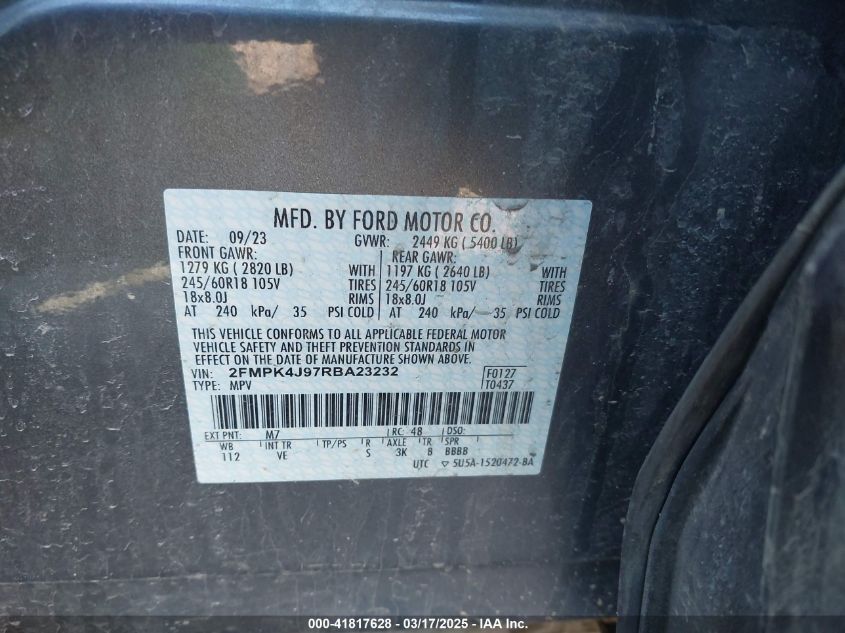 MFD. BY FORD MOTOR CO.
DATE: 09/23 GVWR: 2449 KG ( 5400 LB)
FRONT GAWR: REAR GAWR:
1279 KG ( 2820 LB) WITH 1197 KG ( 2640 LB) WITH
245/60R18 105V TIRES 245/60R18 105V TIRES
18x8.0J RIMS 18x8.0J RIMS
AT 240 kPa/ 35 PSI COLD AT 240 kPa/ 35 PSI COLD
THIS VEHICLE CONFORMS TO ALL APPLICABLE FEDERAL MOTOR
VEHICLE SAFETY AND THEFT PREVENTION STANDARDS IN
EFFECT ON THE DATE OF MANUFACTURE SHOWN ABOVE.
VIN: 2FMPK4J97RBA23232 F0127
TYPE: MPV T0437
EXT PNT: M7 RC: 48 DSO:
WB INT TR TP/PS R AXLE TR SPR
112 VE S 3K 8 BBBB
UTC ▽ 5U5A-1520472-BA
000-41817628 - 03/17/2025 - US479 -